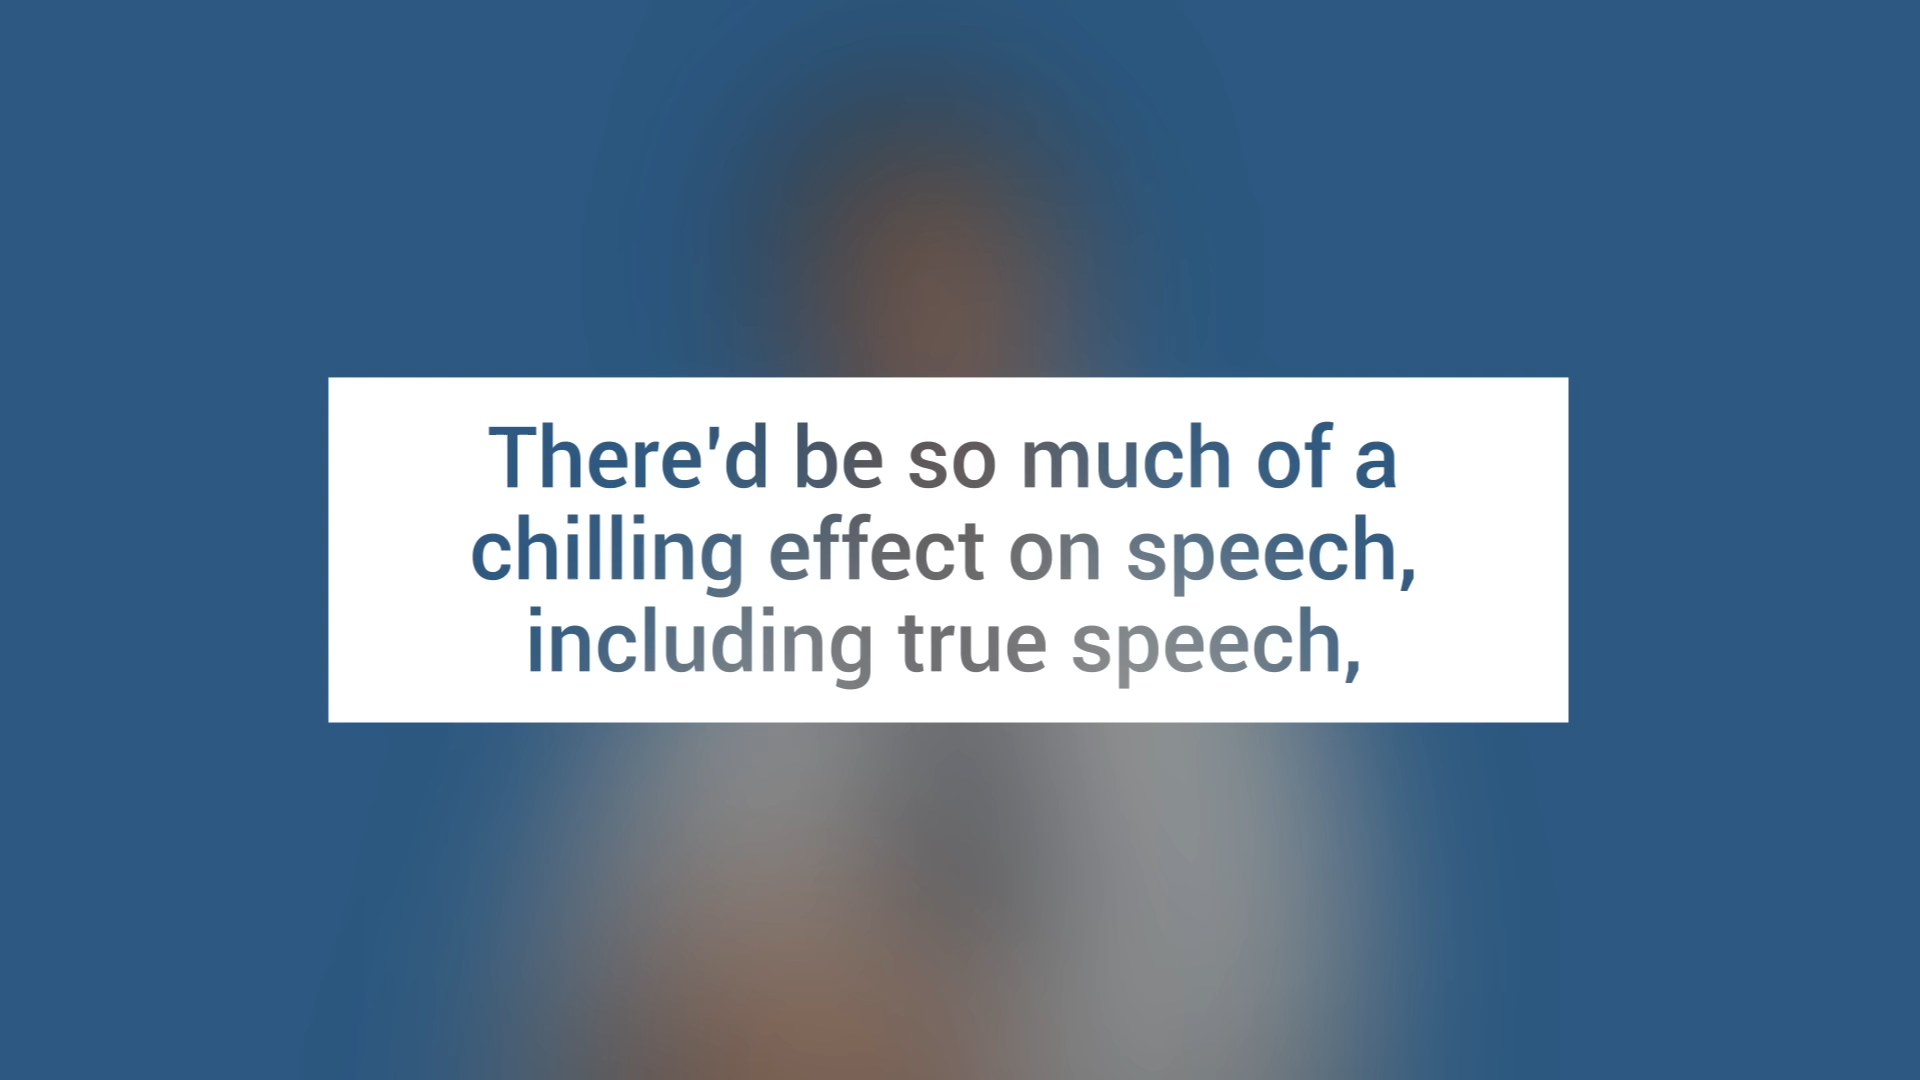 There'd be so much of a
chilling effect on speech,
including true speech,